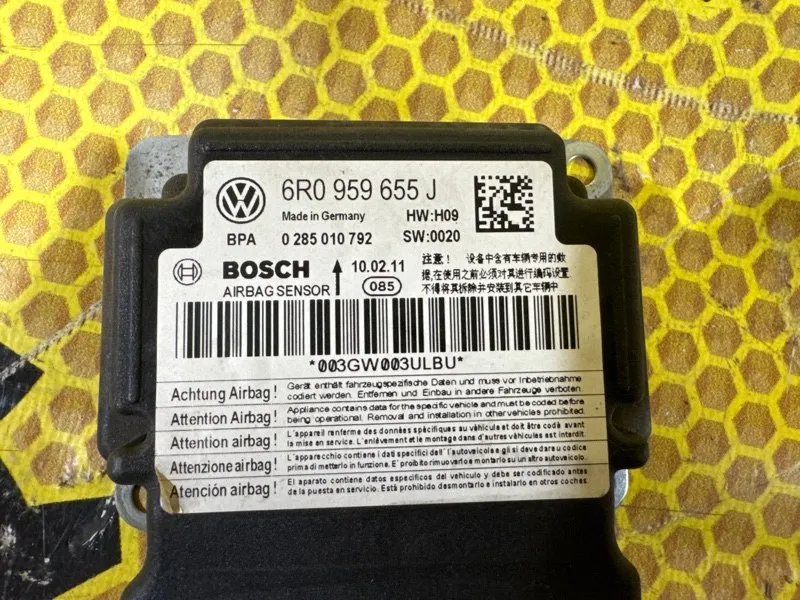 6R0 959 655 J
Made in Germany HW:H09
BPA 0 285 010 792 SW:0020
BOSCH 10.02.11
AIRBAG SENSOR 085
注意! 设备中含有车辆专用的数
据,在使用之前必须对其进行编码设置
不得将其拆除并安装到其它车辆中
*003GW003ULBU*
Achtung Airbag! Gerät enthält fahrzeugspezifische Daten und muss vor Inbetriebnahme
codiert werden. Entfernen und Einbau in andere Fahrzeuge verboten.
Attention Airbag! Appliance contains data for the specific vehicle and must be coded before
being operational. Removal and installation in other vehicles prohibited.
Attention airbag! L'appareil renferme des données spécifiques au véhicule et doit être codé avant
la mise en service. L'enlèvement et le montage dans d'autres véhicules est interdit.
Attenzione airbag! L'apparecchio contiene i dati specifici dell'autoveicolo e gli si deve dare u codice
prima di metterlo in funzione. E' proibito rimuoverlo e montarlo su un altro autoveicolo.
Atención airbag! El aparato contiene datos específicos del vehículo y debe ser codificado antes
de la puesta en servicio. Está prohibido desmontarlo e instalarlo en otros coches.